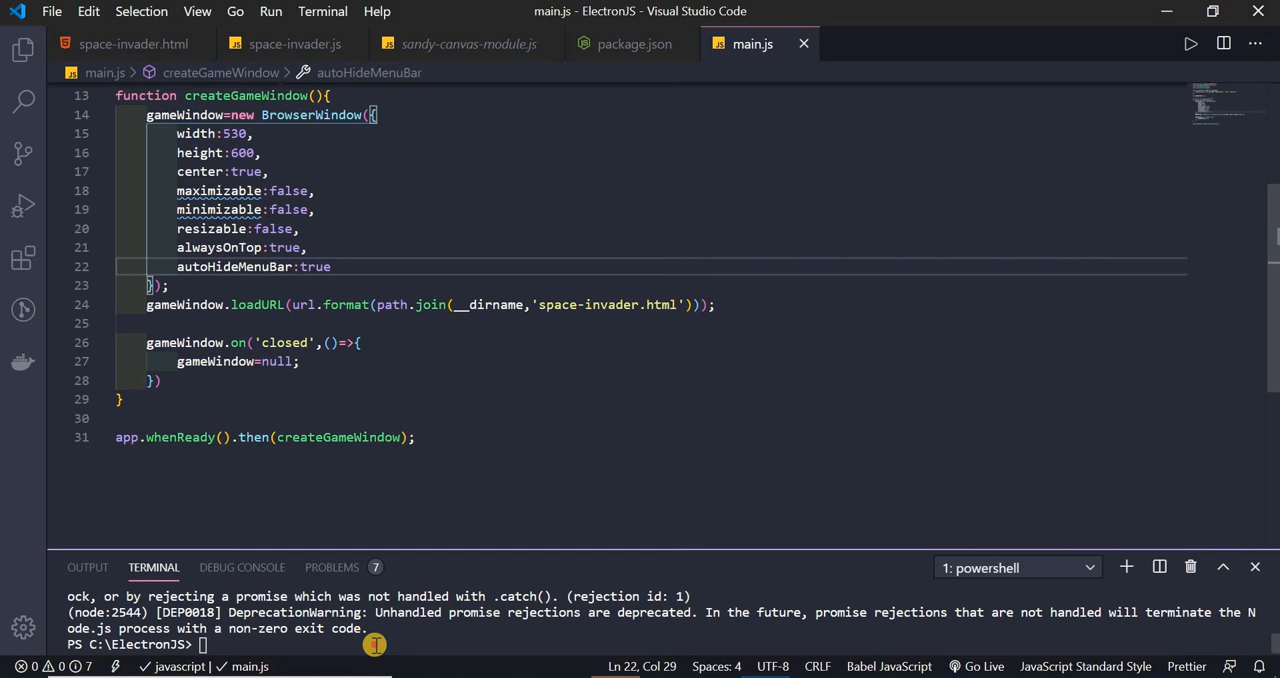 File Edit Selection View Go Run Terminal Help main.js - ElectronJS - Visual Studio Code
space-invader.html space-invader.js sandy-canvas-module.js package.json main.js
main.js > createGameWindow > autoHideMenuBar
13 function createGameWindow(){
14 gameWindow=new BrowserWindow({
15 width:530,
16 height:600,
17 center:true,
18 maximizable:false,
19 minimizable:false,
20 resizable:false,
21 alwaysOnTop:true,
22 autoHideMenuBar:true
23 });
24 gameWindow.loadURL(url.format(path.join(__dirname,'space-invader.html')));
25
26 gameWindow.on('closed',()=>{
27 gameWindow=null;
28 })
29 }
30
31 app.whenReady().then(createGameWindow);
OUTPUT TERMINAL DEBUG CONSOLE PROBLEMS 7 1: powershell
ock, or by rejecting a promise which was not handled with .catch(). (rejection id: 1)
(node:2544) [DEP0018] DeprecationWarning: Unhandled promise rejections are deprecated. In the future, promise rejections that are not handled will terminate the N
ode.js process with a non-zero exit code.
PS C:\ElectronJS>
0 0 7 javascript | main.js Ln 22, Col 29 Spaces: 4 UTF-8 CRLF Babel JavaScript Go Live JavaScript Standard Style Prettier